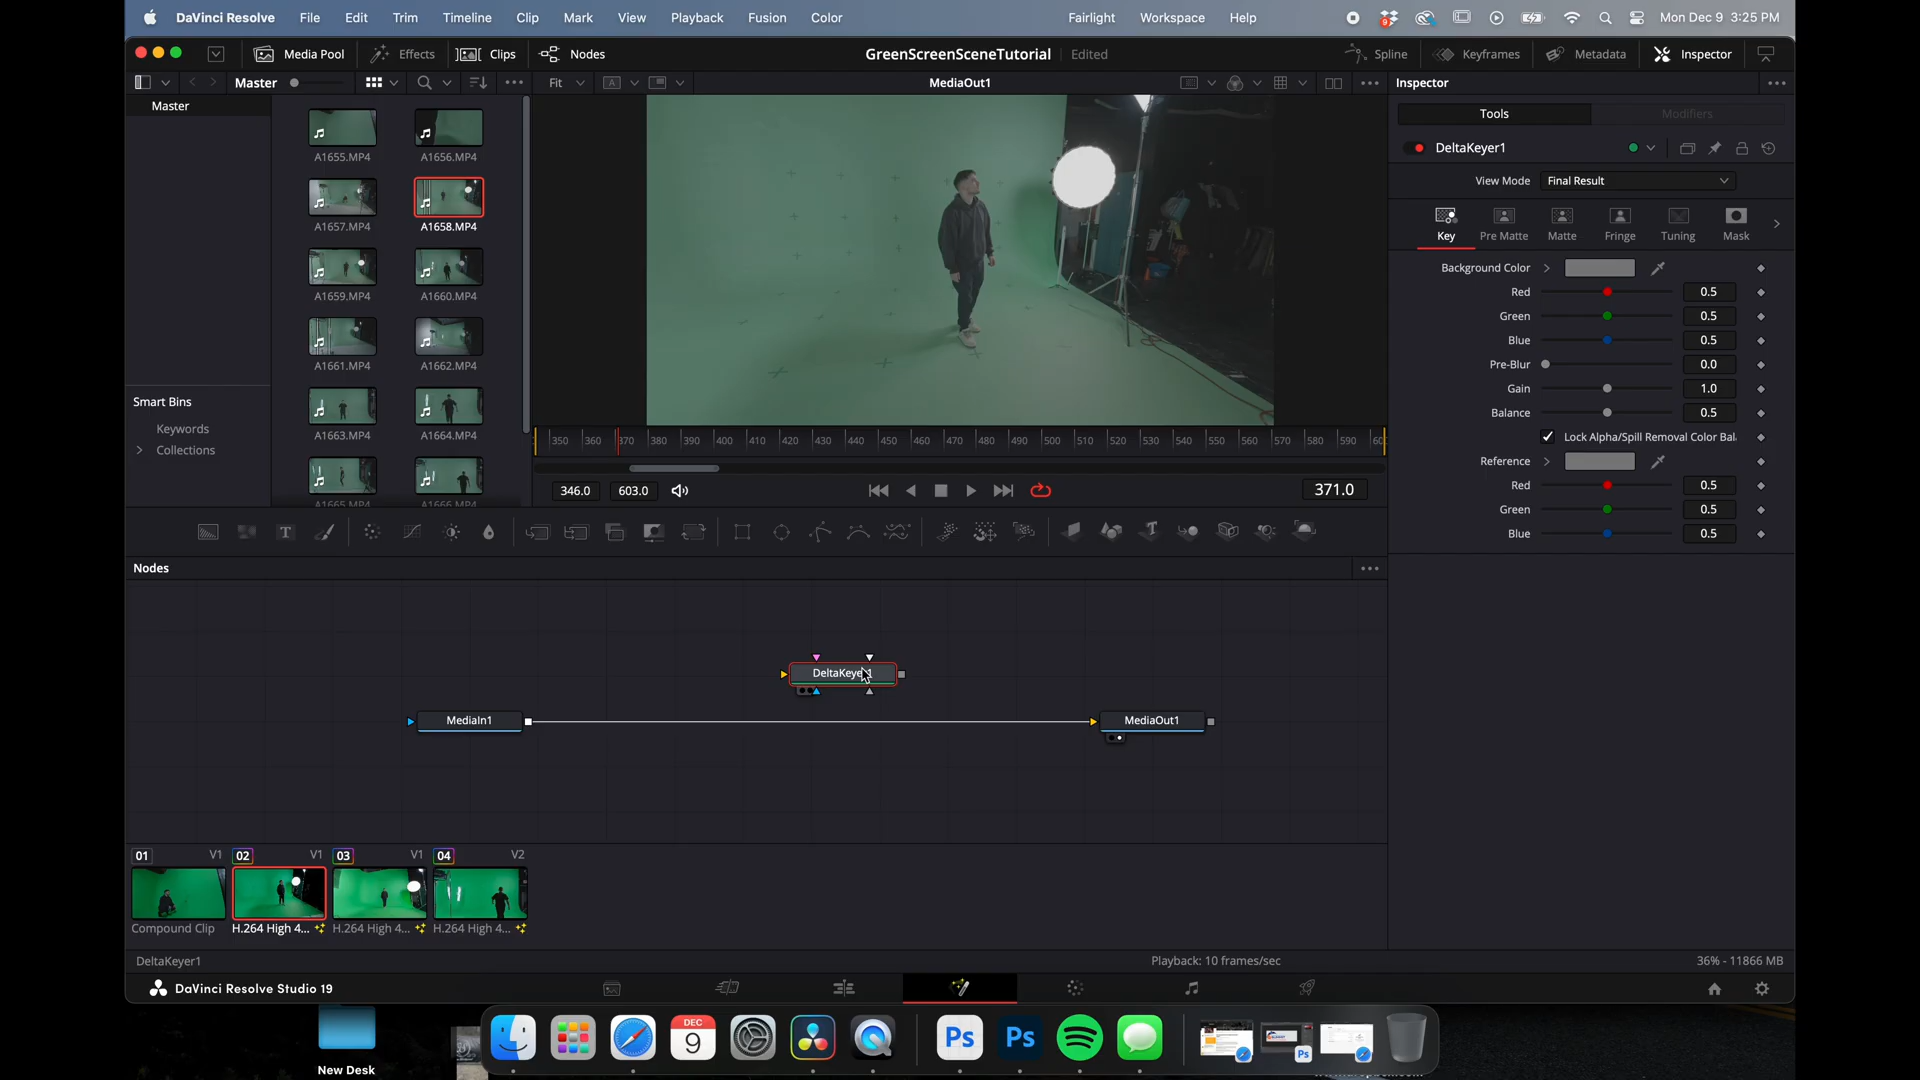 DaVinci Resolve File Edit Trim Timeline Clip Mark View Playback Fusion Color Fairlight Workspace Help 9 Mon Dec 9 3:25 PM
Media Pool Effects Clips Nodes GreenScreenSceneTutorial Edited Spline Keyframes Metadata Inspector
Master Fit A MediaOut1 Inspector
Master
Tools Modifiers
A1655.MP4 A1656.MP4
DeltaKeyer1
View Mode Final Result
A1657.MP4 A1658.MP4
Key Pre Matte Matte Fringe Tuning Mask
Background Color
A1659.MP4 A1660.MP4
Red 0.5
Green 0.5
Blue 0.5
A1661.MP4 A1662.MP4
Pre-Blur 0.0
Gain 1.0
Smart Bins
Balance 0.5
Keywords
A1663.MP4 A1664.MP4
Lock Alpha/Spill Removal Color Bal
350 360 370 380 390 400 410 420 430 440 450 460 470 480 490 500 510 520 530 540 550 560 570 580 590 60
Collections
Reference
Red 0.5
346.0 603.0 371.0
A1665.MP4 A1666.MP4
Green 0.5
Blue 0.5
T T
Nodes
DeltaKeyer1
MediaIn1 MediaOut1
01 V1 02 V1 03 V1 04 V2
Compound Clip H.264 High 4... H.264 High 4... H.264 High 4...
DeltaKeyer1 Playback: 10 frames/sec 36% - 11866 MB
DaVinci Resolve Studio 19
DEC
9
Ps Ps Ps
New Desk